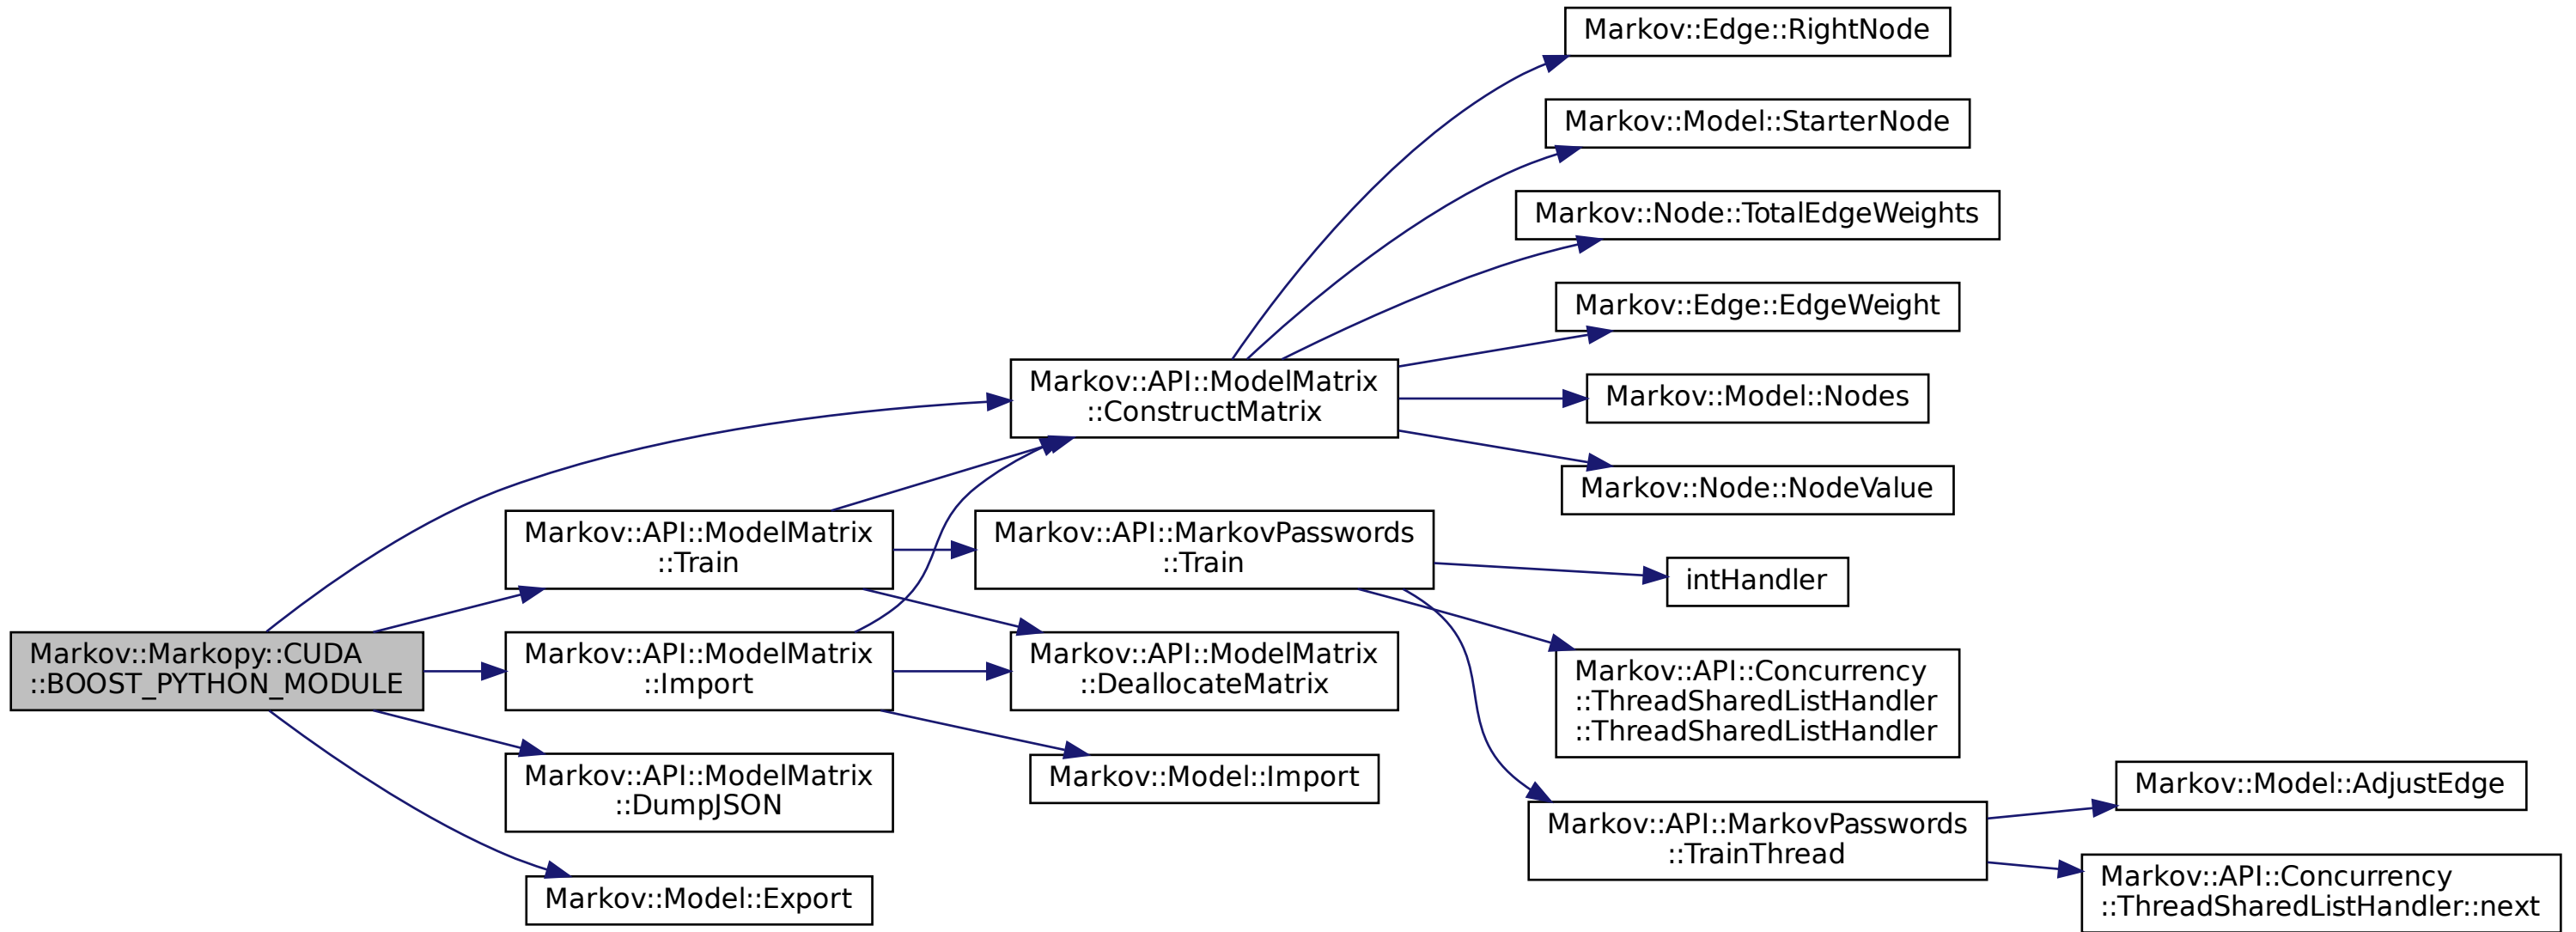 Markov::Edge::RightNode
Markov::Model::StarterNode
Markov::Node::TotalEdgeWeights
Markov::Edge::EdgeWeight
Markov::API::ModelMatrix
::ConstructMatrix
Markov::Model::Nodes
Markov::Node::NodeValue
Markov::API::ModelMatrix
::Train
Markov::API::MarkovPasswords
::Train
intHandler
Markov::Markopy::CUDA
::BOOST_PYTHON_MODULE
Markov::API::ModelMatrix
::Import
Markov::API::ModelMatrix
::DeallocateMatrix
Markov::API::Concurrency
::ThreadSharedListHandler
::ThreadSharedListHandler
Markov::API::ModelMatrix
::DumpJSON
Markov::Model::Import
Markov::API::MarkovPasswords
::TrainThread
Markov::Model::AdjustEdge
Markov::Model::Export
Markov::API::Concurrency
::ThreadSharedListHandler::next